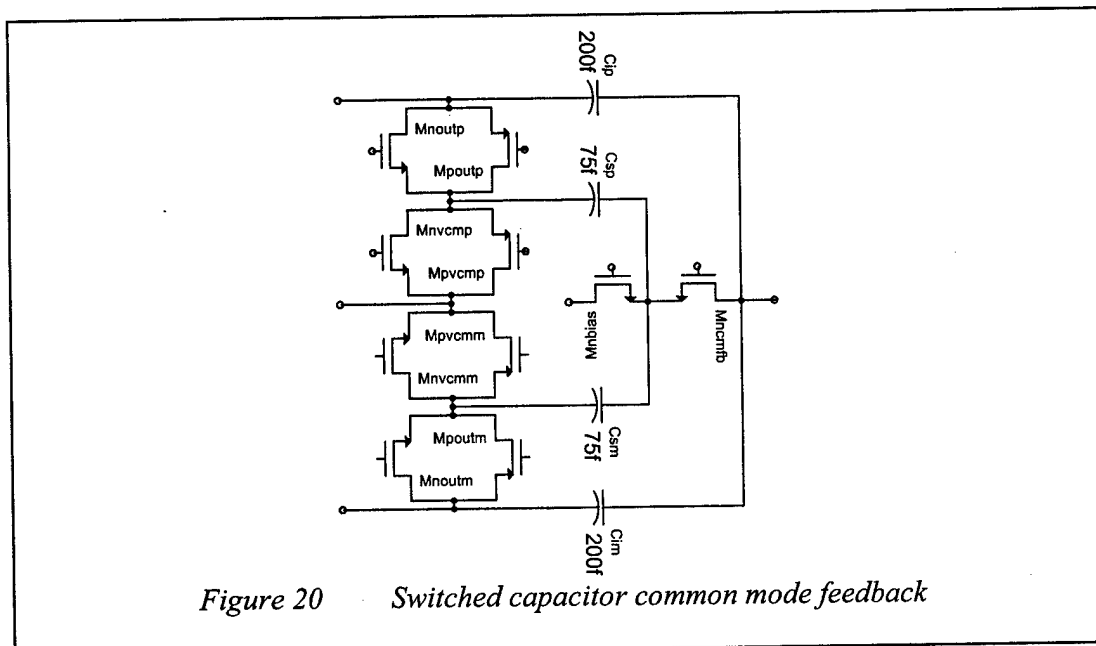 Cip
200f
Mnoutp
Mpoutp
Csp
75f
Mnvcmp
Mpvcmp
Mnbias
Mncmfb
Mpvcmm
Mnvcmm
Csm
75f
Mpoutm
Mnoutm
Cim
200f
Figure 20 Switched capacitor common mode feedback